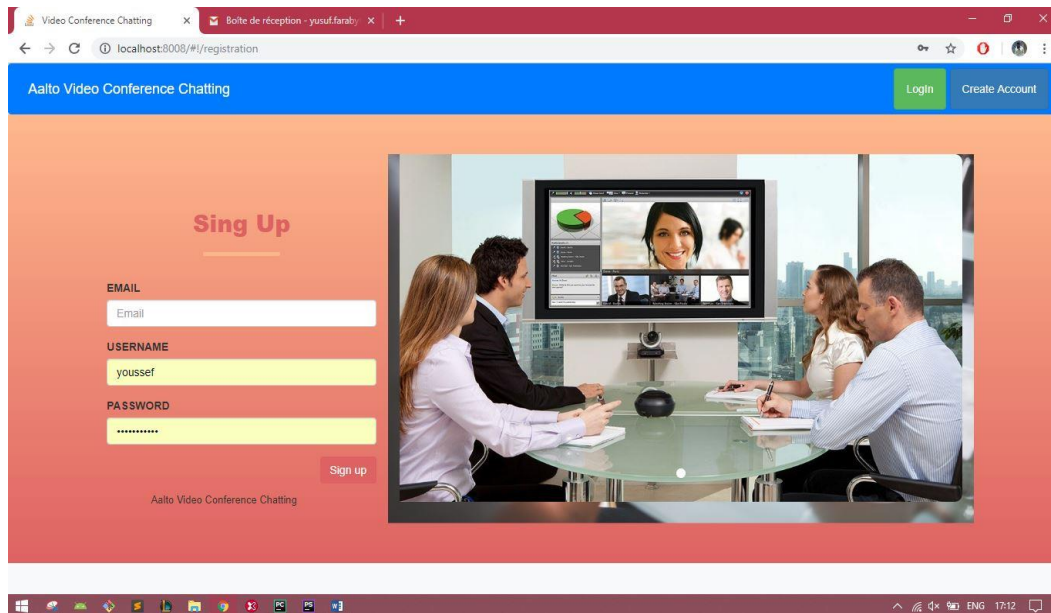 Video Conference Chatting
Boîte de réception - yusuf.faraby
localhost:8008/#!/registration
Aalto Video Conference Chatting
LogIn
Create Account
Sing Up
EMAIL
Email
USERNAME
youssef
PASSWORD
•••••••••••
Sign up
Aalto Video Conference Chatting
ENG 17:12